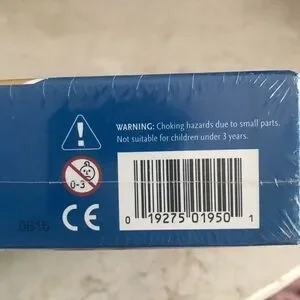 WARNING: Choking hazards due to small parts.
Not suitable for children under 3 years.
0-3
CE
0 19275 01950 1